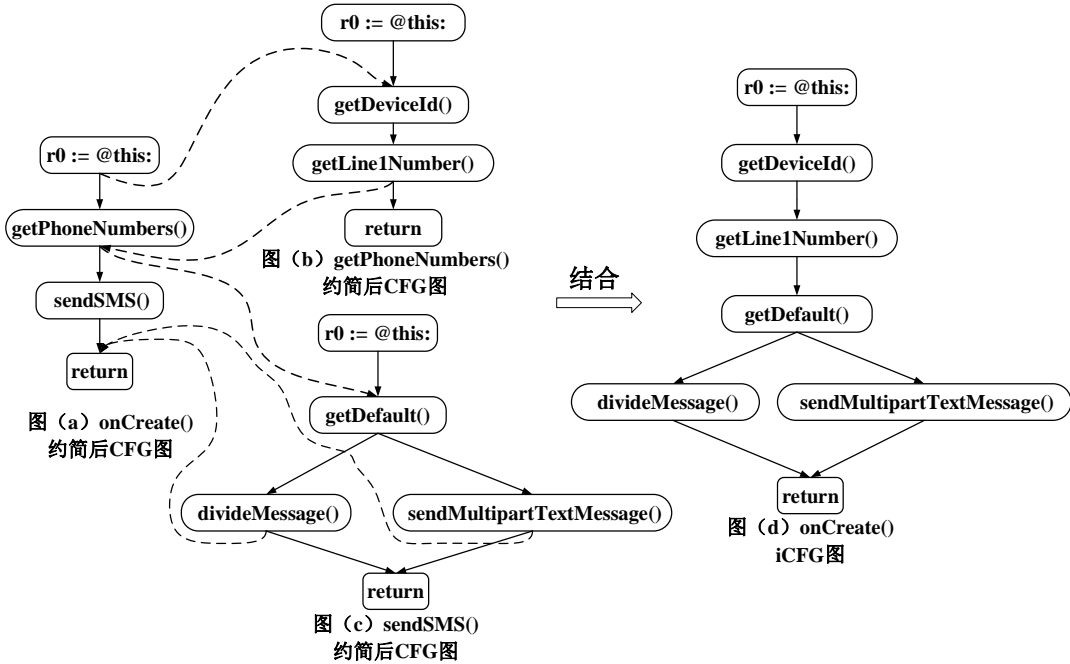 r0 := @this:
getPhoneNumbers()
sendSMS()
return
图（a）onCreate()
约简后CFG图
r0 := @this:
getDeviceId()
getLine1Number()
return
图（b）getPhoneNumbers()
约简后CFG图
r0 := @this:
getDefault()
divideMessage()
sendMultipartTextMessage()
return
图（c）sendSMS()
约简后CFG图
结合
r0 := @this:
getDeviceId()
getLine1Number()
getDefault()
divideMessage()
sendMultipartTextMessage()
return
图（d）onCreate()
iCFG图